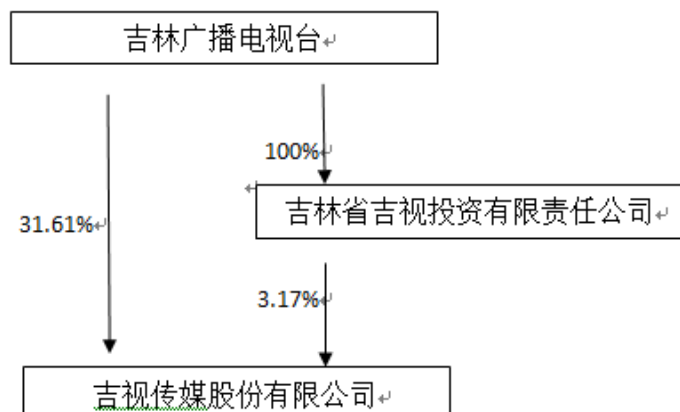 吉林广播电视台
100%
吉林省吉视投资有限责任公司
31.61%
3.17%
吉视传媒股份有限公司